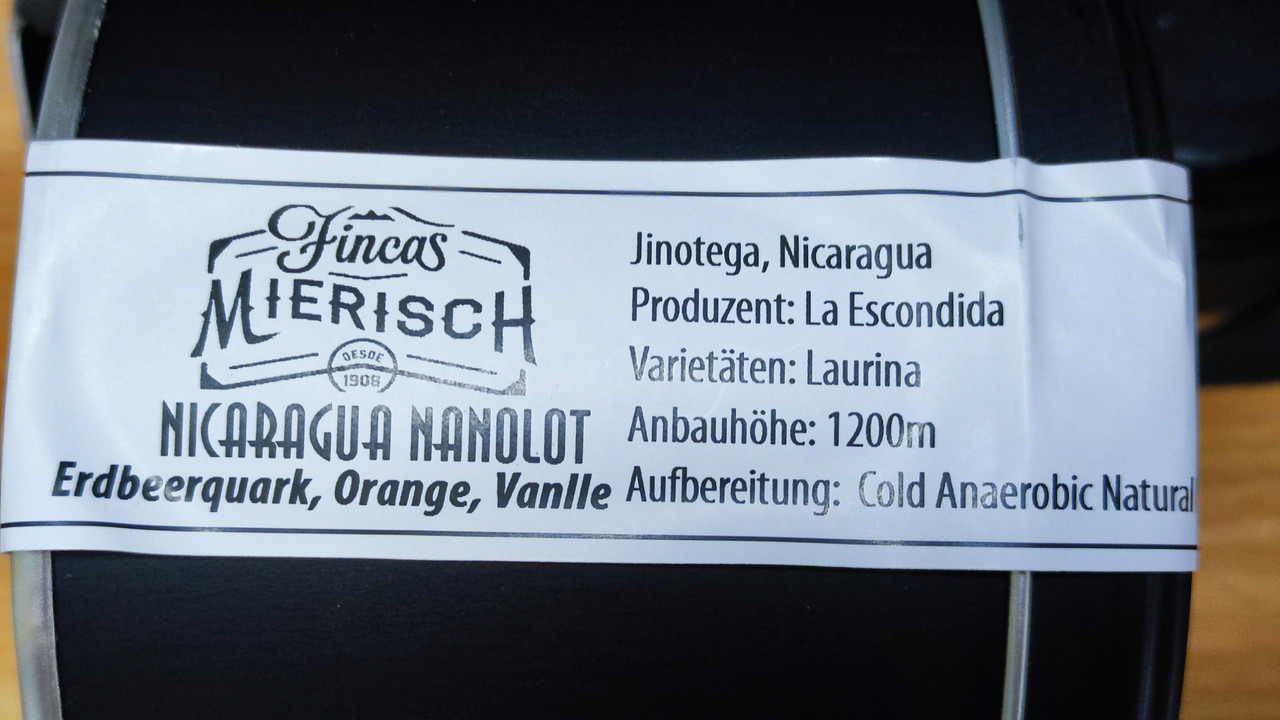 Fincas
MIERISCH
DESDE
1908
NICARAGUA NANOLOT
Erdbeerquark, Orange, Vanlle
Jinotega, Nicaragua
Produzent: La Escondida
Varietäten: Laurina
Anbauhöhe: 1200m
Aufbereitung: Cold Anaerobic Natural